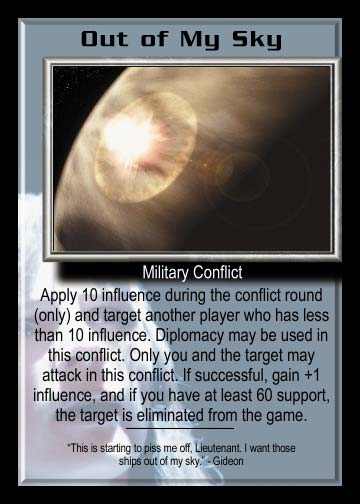 Out of My Sky
Military Conflict
Apply 10 influence during the conflict round
(only) and target another player who has less
than 10 influence. Diplomacy may be used in
this conflict. Only you and the target may
attack in this conflict. If successful, gain +1
influence, and if you have at least 60 support,
the target is eliminated from the game.
“This is starting to piss me off, Lieutenant. I want those
ships out of my sky.” - Gideon